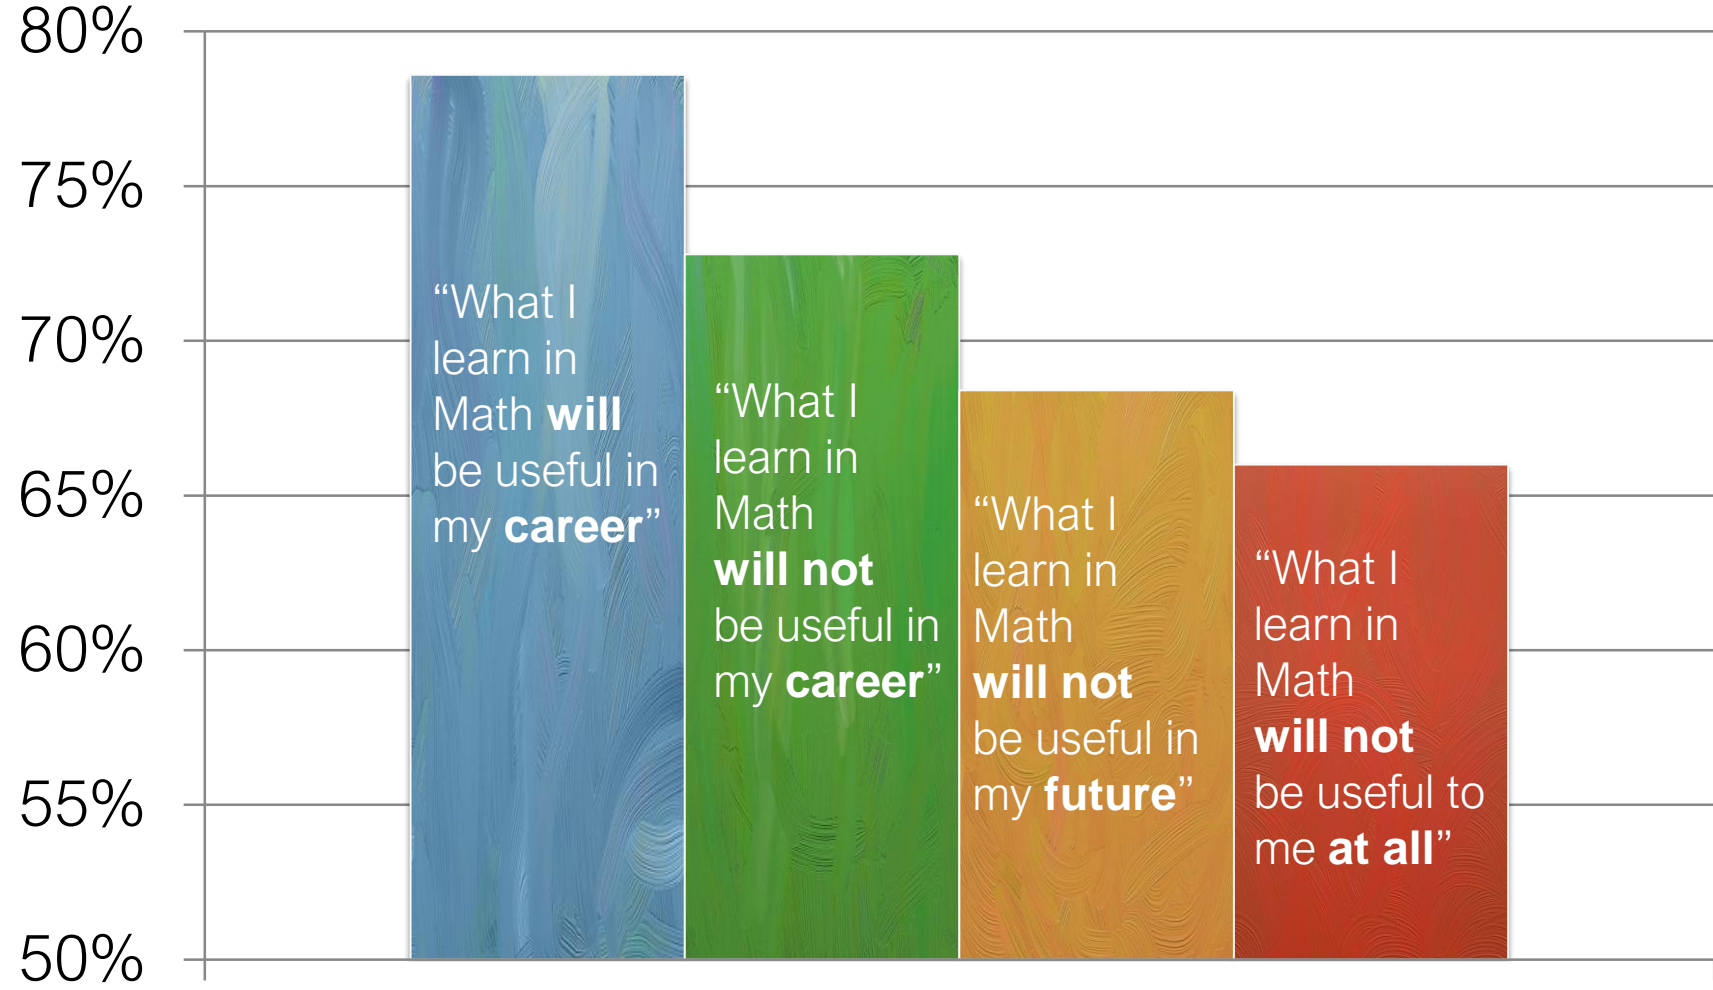 80%
75%
70%
65%
60%
55%
50%
“What I
learn in
Math will
be useful in
my career”
“What I
learn in
Math
will not
be useful in
my career”
“What I
learn in
Math
will not
be useful in
my future”
“What I
learn in
Math
will not
be useful to
me at all”